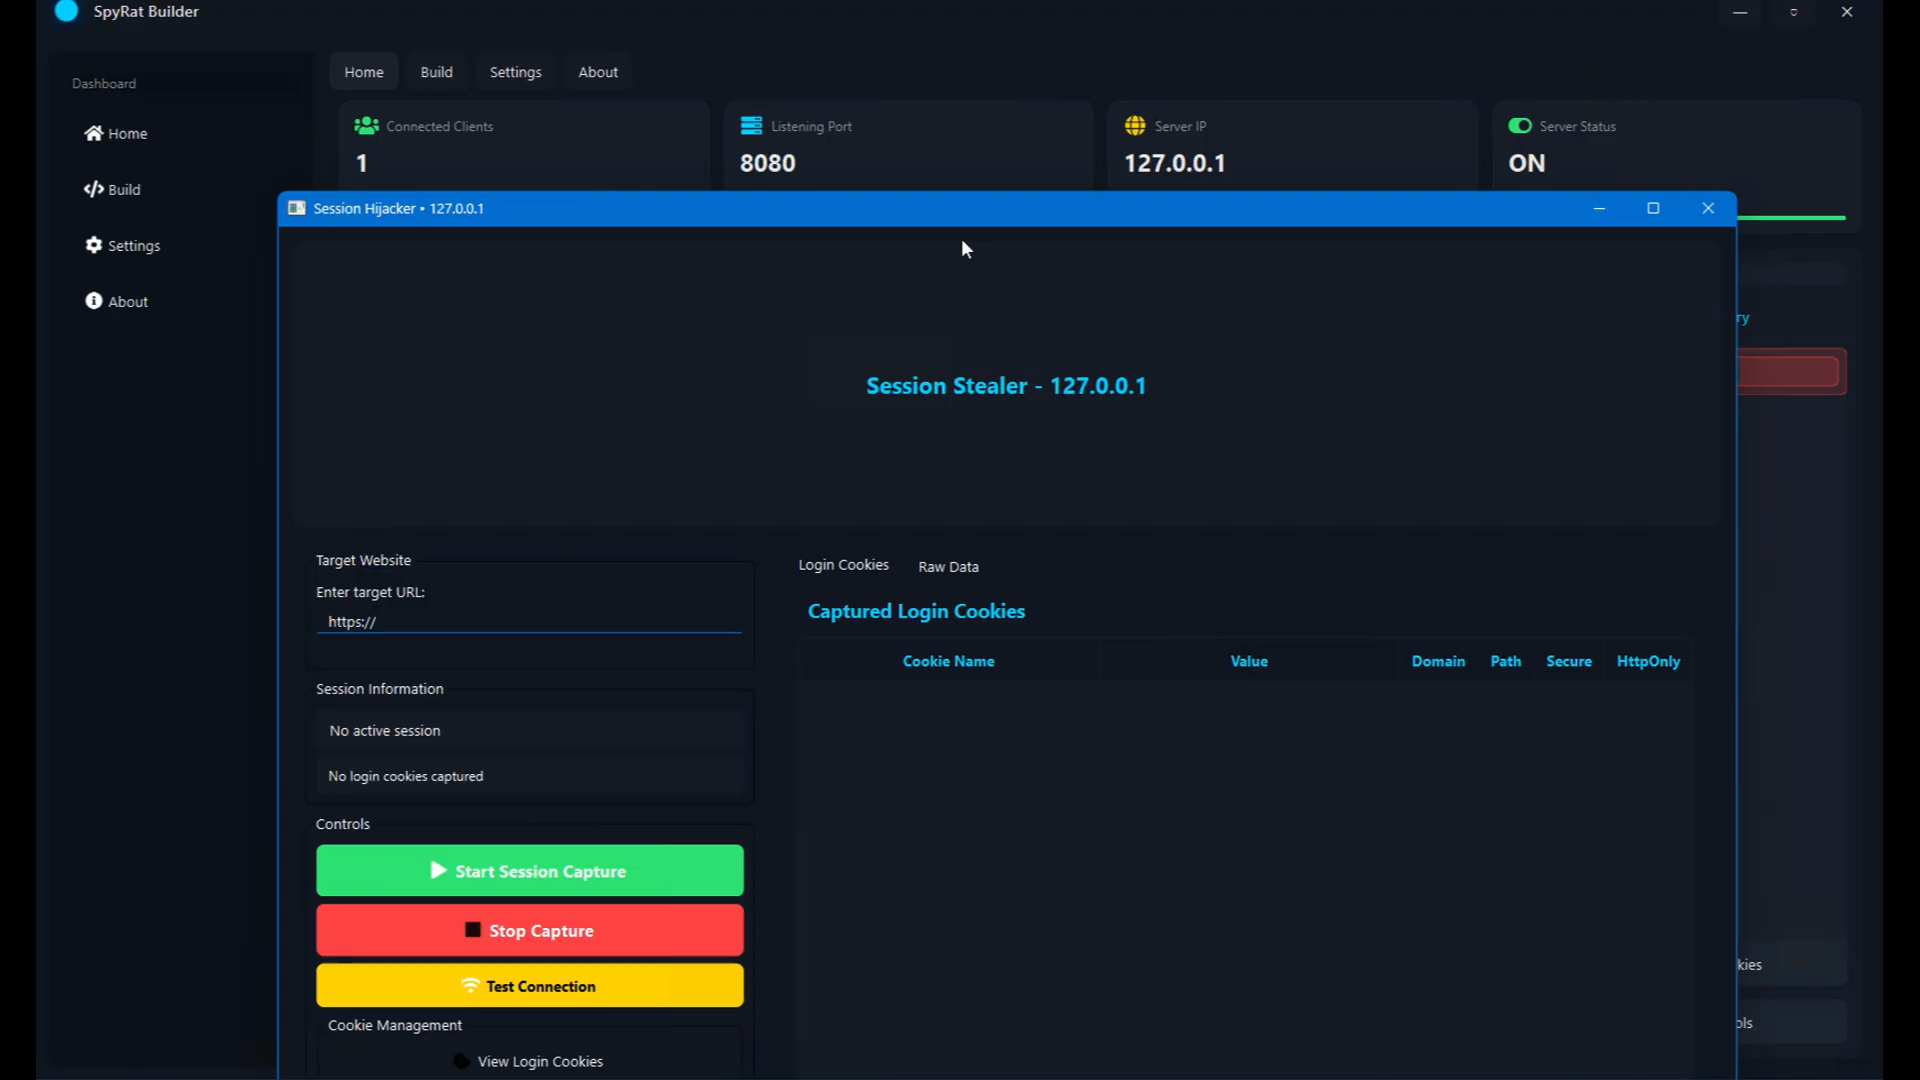 SpyRat Builder
Dashboard
Home
Build
Settings
About
Home Build Settings About
Connected Clients
1
Listening Port
8080
Server IP
127.0.0.1
Server Status
ON
Session Hijacker • 127.0.0.1
ry
Session Stealer - 127.0.0.1
Target Website
Enter target URL:
https://
Session Information
No active session
No login cookies captured
Controls
Start Session Capture
Stop Capture
Test Connection
Cookie Management
View Login Cookies
Login Cookies Raw Data
Captured Login Cookies
Cookie Name Value Domain Path Secure HttpOnly
kies
ols